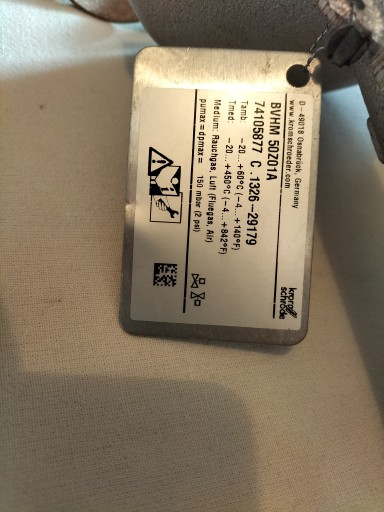 D-49018 Osnabrück, Germany
www.kromschroeder.com
krom
schröder
BVHM 50Z01A
74105877 C .1326-29179
Tamb: -20...+60°C (-4...+140°F)
Tmed: -20...+450°C (-4...+842°F)
Medium: Rauchgas, Luft (Fluegas, Air)
pumax=dpmax= 150 mbar (2 psi)